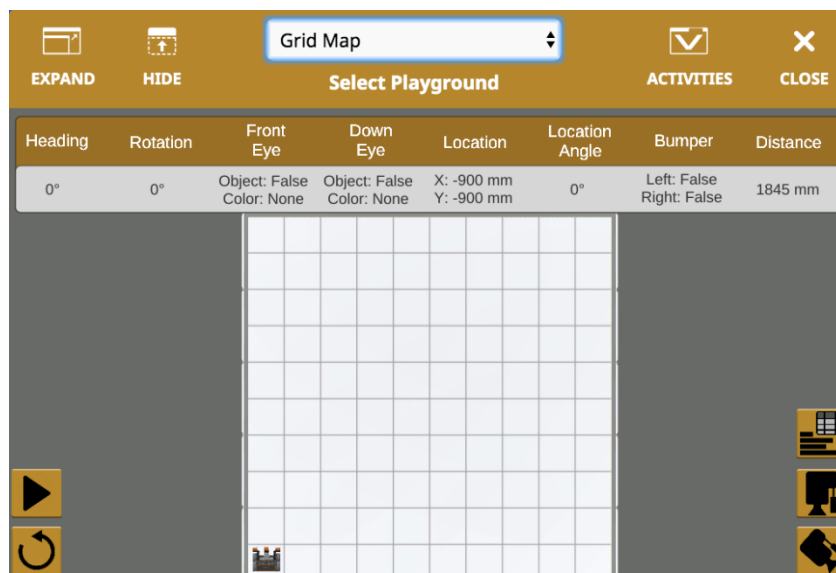 Grid Map
EXPAND
HIDE
Select Playground
ACTIVITIES
CLOSE
Heading
Rotation
Front
Eye
Down
Eye
Location
Location
Angle
Bumper
Distance
0°
0°
Object: False
Color: None
Object: False
Color: None
X: -900 mm
Y: -900 mm
0°
Left: False
Right: False
1845 mm